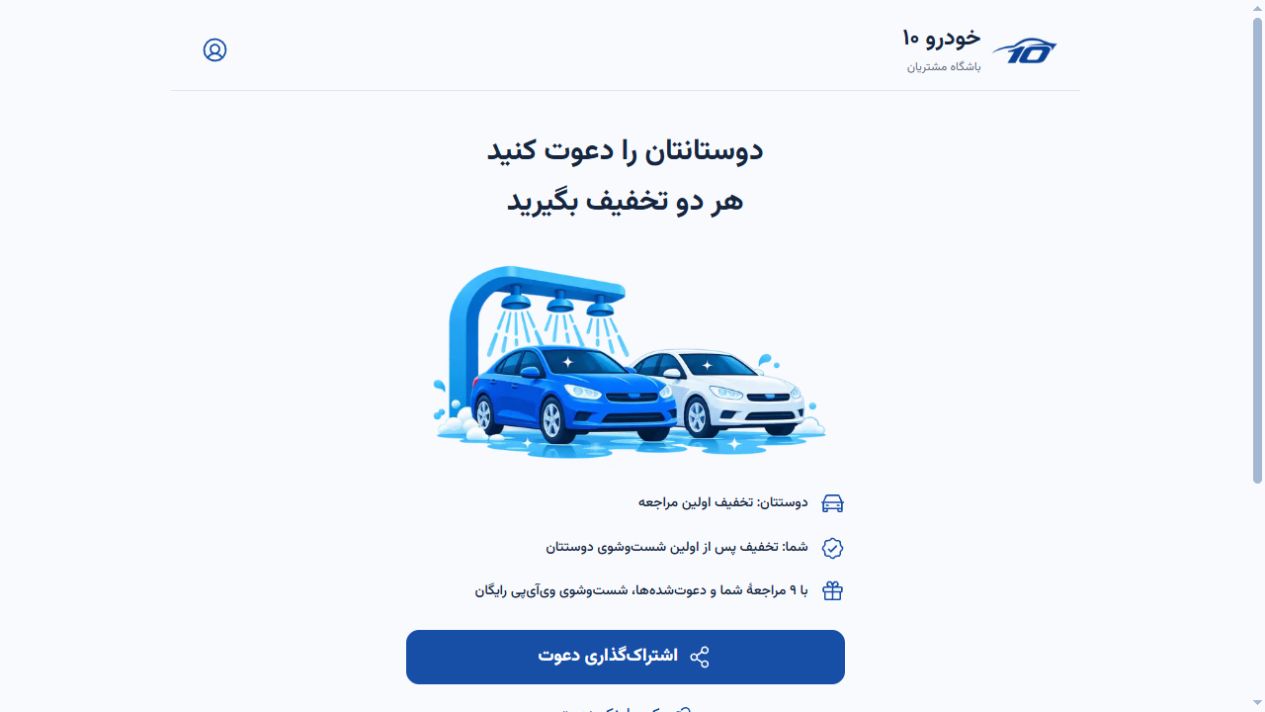 خودرو ۱۰
باشگاه مشتریان
10
دوستانتان را دعوت کنید
هر دو تخفیف بگیرید
دوستتان: تخفیف اولین مراجعه
شما: تخفیف پس از اولین شست‌وشوی دوستتان
با ۹ مراجعهٔ شما و دعوت‌شده‌ها، شست‌وشوی وی‌آی‌پی رایگان
اشتراک‌گذاری دعوت